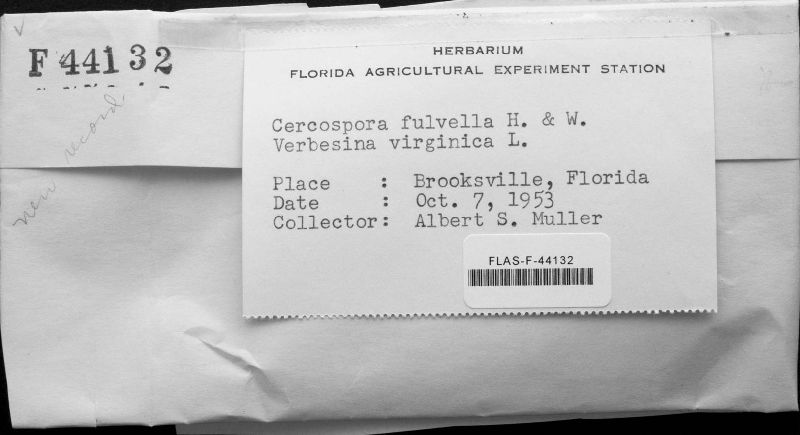 F 44132
new record.
HERBARIUM
FLORIDA AGRICULTURAL EXPERIMENT STATION
Cercospora fulvella H. & W.
Verbesina virginica L.
Place : Brooksville, Florida
Date : Oct. 7, 1953
Collector: Albert S. Muller
FLAS-F-44132